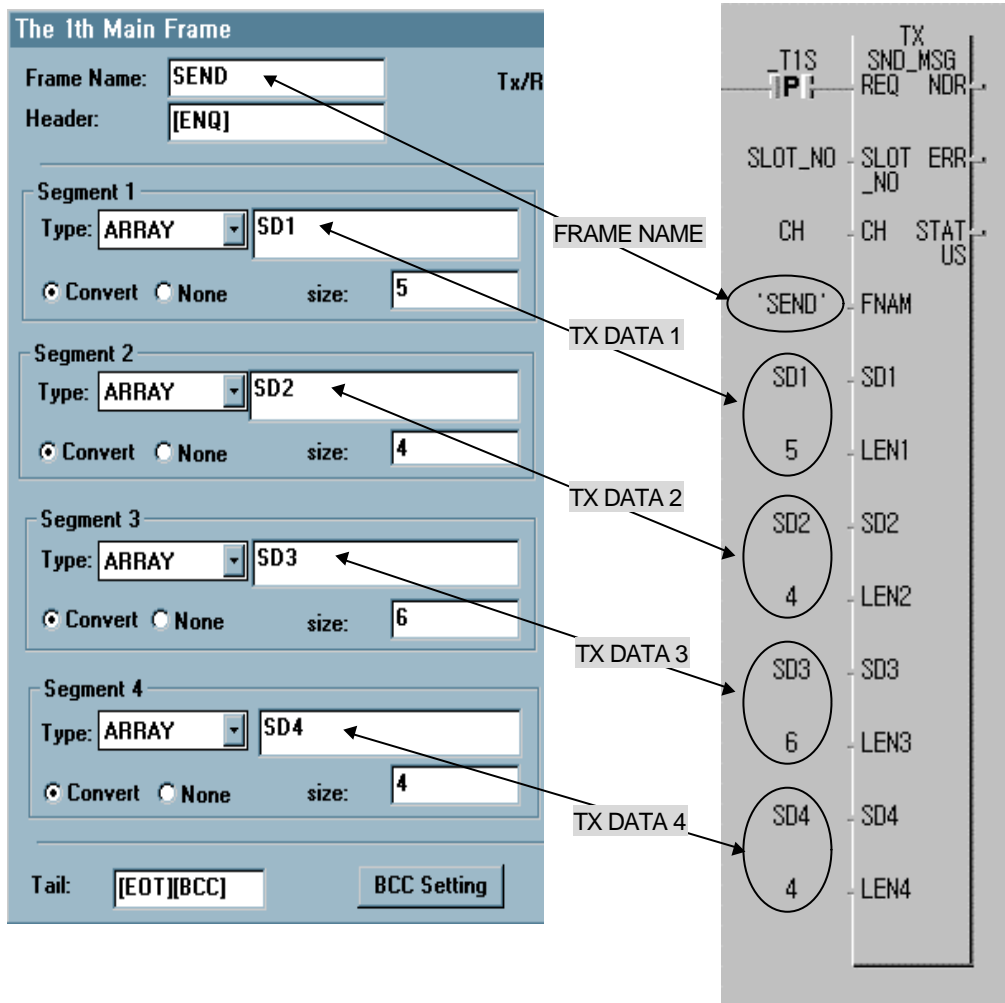 The 1th Main Frame
Frame Name: SEND Tx/R
Header: [ENQ]
Segment 1
Type: ARRAY SD1
Convert None size: 5
Segment 2
Type: ARRAY SD2
Convert None size: 4
Segment 3
Type: ARRAY SD3
Convert None size: 6
Segment 4
Type: ARRAY SD4
Convert None size: 4
Tail: [EOT][BCC] BCC Setting
FRAME NAME
TX DATA 1
TX DATA 2
TX DATA 3
TX DATA 4
TX
_T1S SND_MSG
P REQ NDR
SLOT_NO SLOT ERR
_NO
CH CH STAT
US
'SEND' FNAM
SD1 SD1
5 LEN1
SD2 SD2
4 LEN2
SD3 SD3
6 LEN3
SD4 SD4
4 LEN4